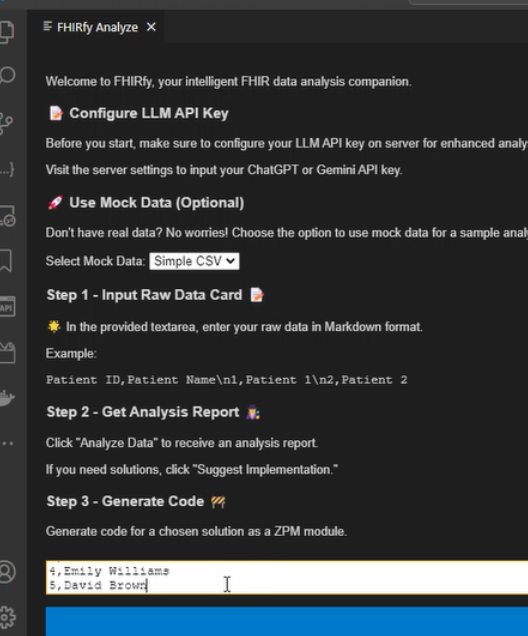 FHIRfy Analyze
Welcome to FHIRfy, your intelligent FHIR data analysis companion.
Configure LLM API Key
Before you start, make sure to configure your LLM API key on server for enhanced analy
Visit the server settings to input your ChatGPT or Gemini API key.
Use Mock Data (Optional)
Don't have real data? No worries! Choose the option to use mock data for a sample analy
Select Mock Data: Simple CSV
Step 1 - Input Raw Data Card
In the provided textarea, enter your raw data in Markdown format.
Example:
Patient ID,Patient Name\n1,Patient 1\n2,Patient 2
Step 2 - Get Analysis Report
Click "Analyze Data" to receive an analysis report.
If you need solutions, click "Suggest Implementation."
Step 3 - Generate Code
Generate code for a chosen solution as a ZPM module.
4,Emily Williams
5,David Brown
API